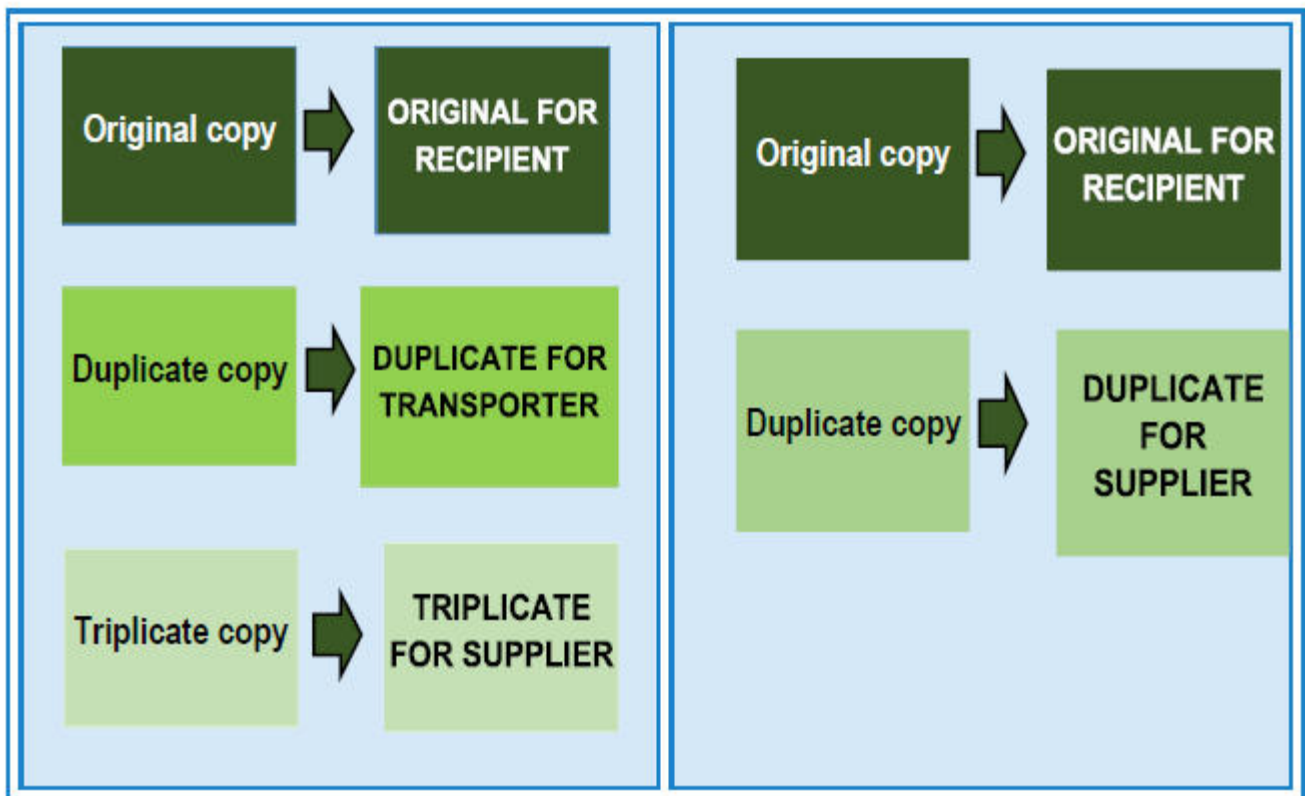 Original copy
ORIGINAL FOR
RECIPIENT
Duplicate copy
DUPLICATE FOR
TRANSPORTER
Triplicate copy
TRIPLICATE
FOR SUPPLIER
Original copy
ORIGINAL FOR
RECIPIENT
Duplicate copy
DUPLICATE
FOR
SUPPLIER